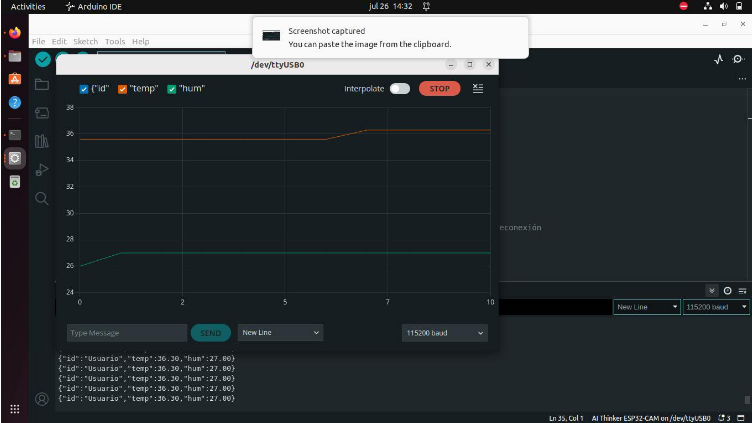 Activities
Arduino IDE
jul 26 14:32
Screenshot captured
You can paste the image from the clipboard.
File Edit Sketch Tools Help
/dev/ttyUSB0
{"id" "temp" "hum"
Interpolate
STOP
38
36
34
32
30
28
26
24
0 2 5 7 10
econexión
Type Message
SEND
New Line
115200 baud
New Line
115200 baud
{"id":"Usuario","temp":36.30,"hum":27.00}
{"id":"Usuario","temp":36.30,"hum":27.00}
{"id":"Usuario","temp":36.30,"hum":27.00}
{"id":"Usuario","temp":36.30,"hum":27.00}
{"id":"Usuario","temp":36.30,"hum":27.00}
Ln 35, Col 1 AI Thinker ESP32-CAM on /dev/ttyUSB0 3